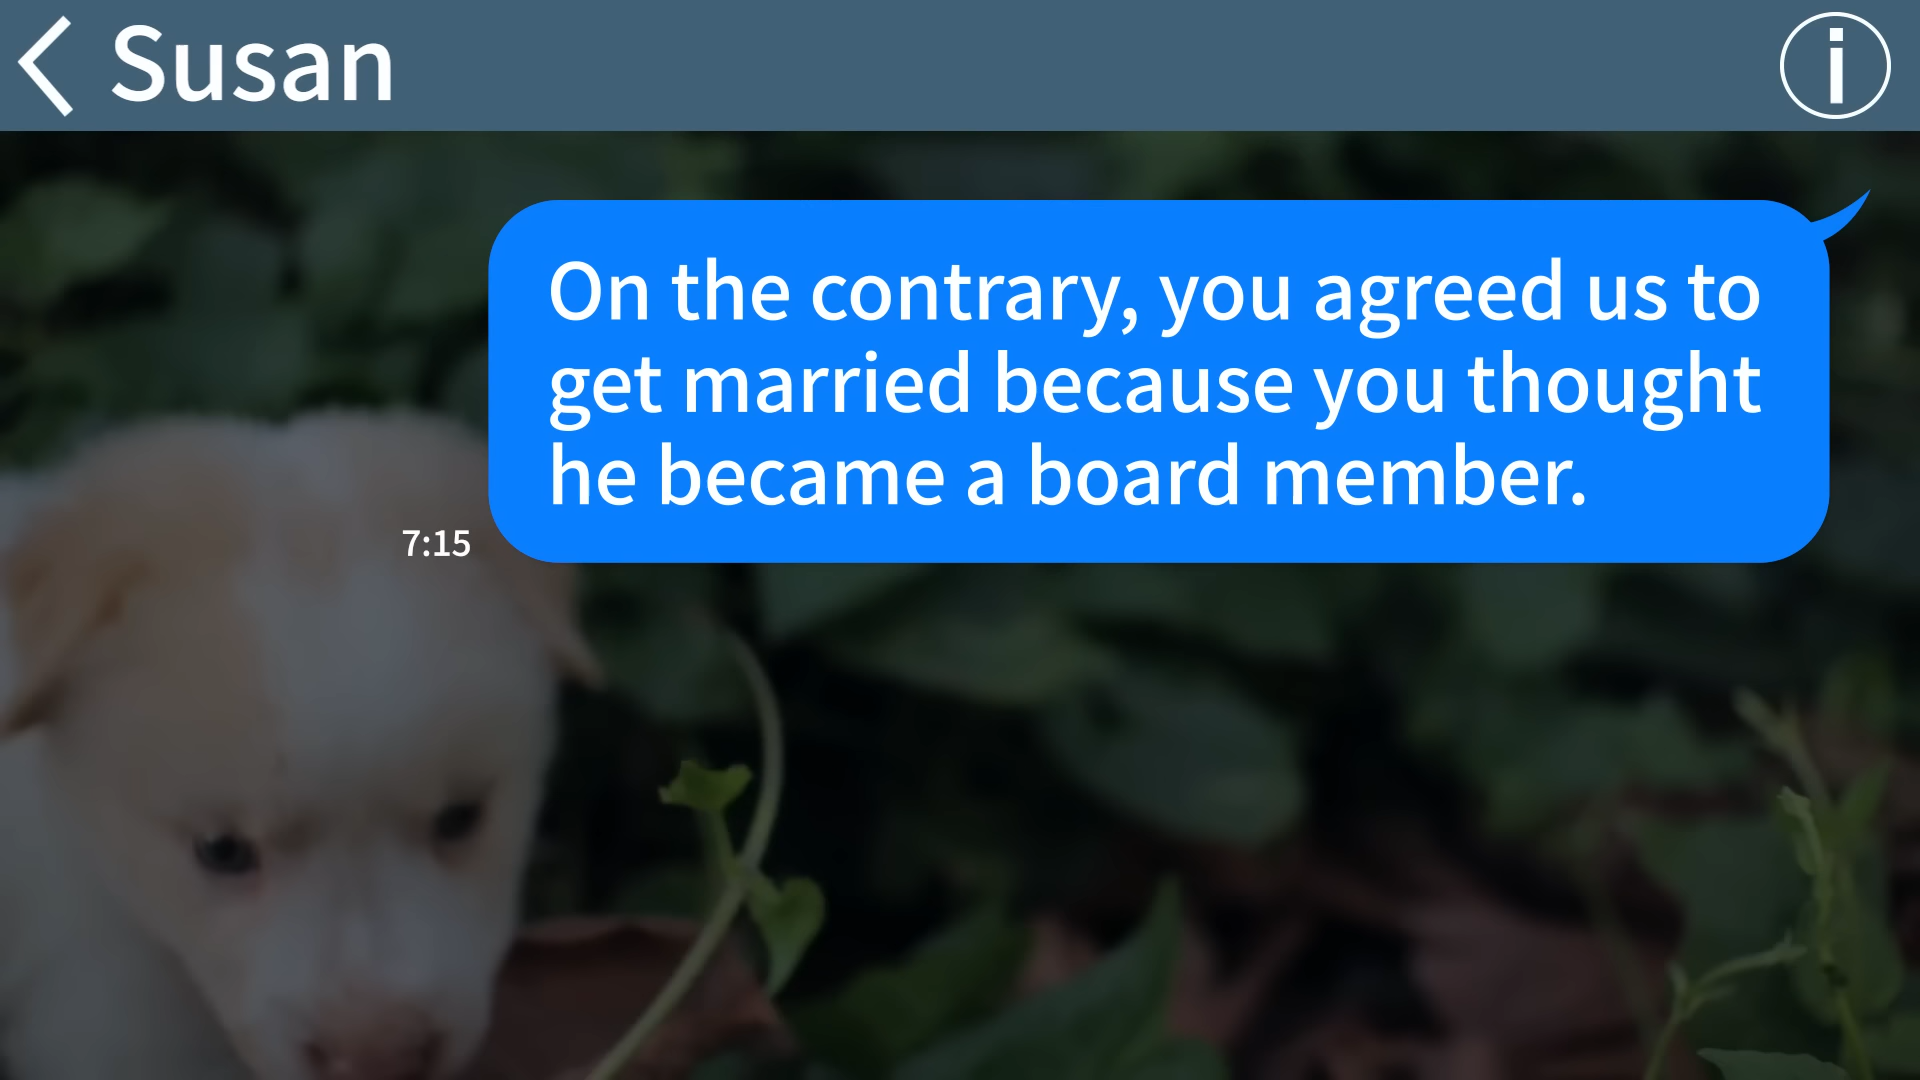 Susan
On the contrary, you agreed us to
get married because you thought
he became a board member.
7:15